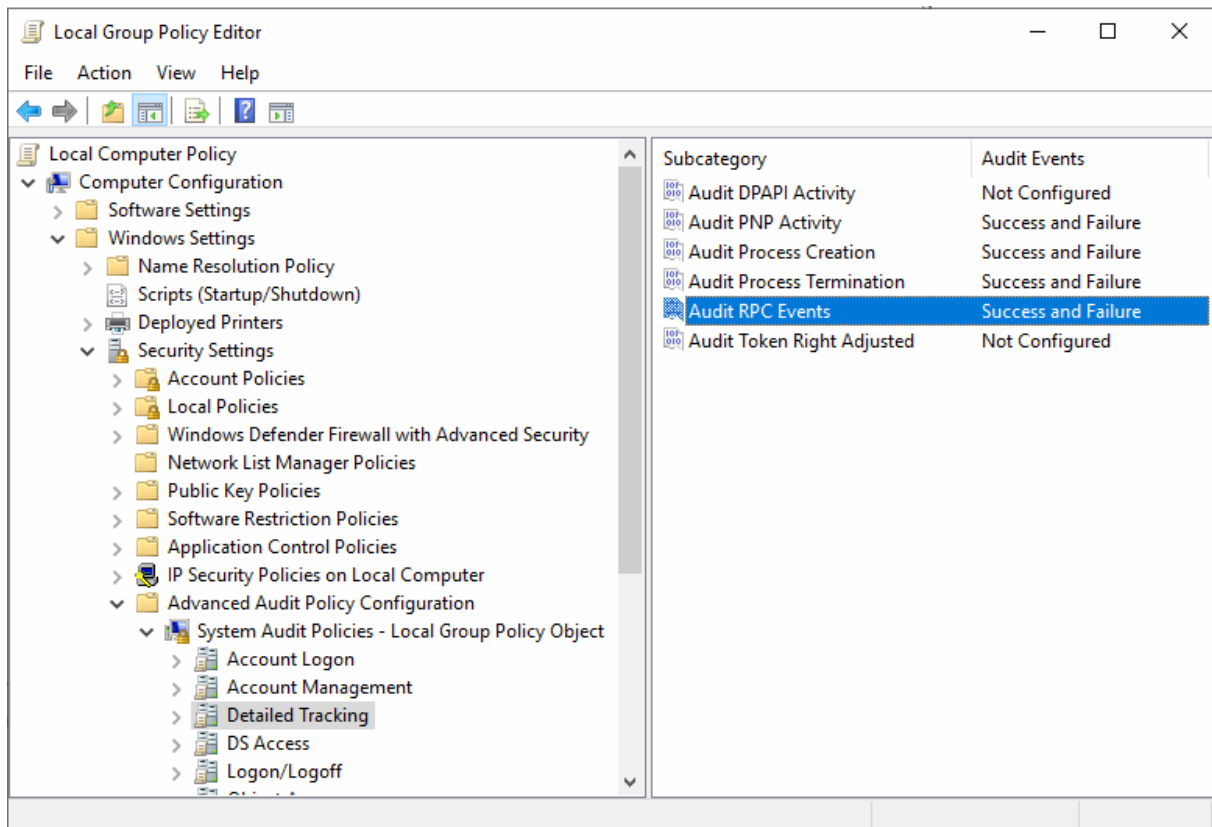 Local Group Policy Editor
File Action View Help
Local Computer Policy
Computer Configuration
Software Settings
Windows Settings
Name Resolution Policy
Scripts (Startup/Shutdown)
Deployed Printers
Security Settings
Account Policies
Local Policies
Windows Defender Firewall with Advanced Security
Network List Manager Policies
Public Key Policies
Software Restriction Policies
Application Control Policies
IP Security Policies on Local Computer
Advanced Audit Policy Configuration
System Audit Policies - Local Group Policy Object
Account Logon
Account Management
Detailed Tracking
DS Access
Logon/Logoff
Subcategory Audit Events
Audit DPAPI Activity Not Configured
Audit PNP Activity Success and Failure
Audit Process Creation Success and Failure
Audit Process Termination Success and Failure
Audit RPC Events Success and Failure
Audit Token Right Adjusted Not Configured